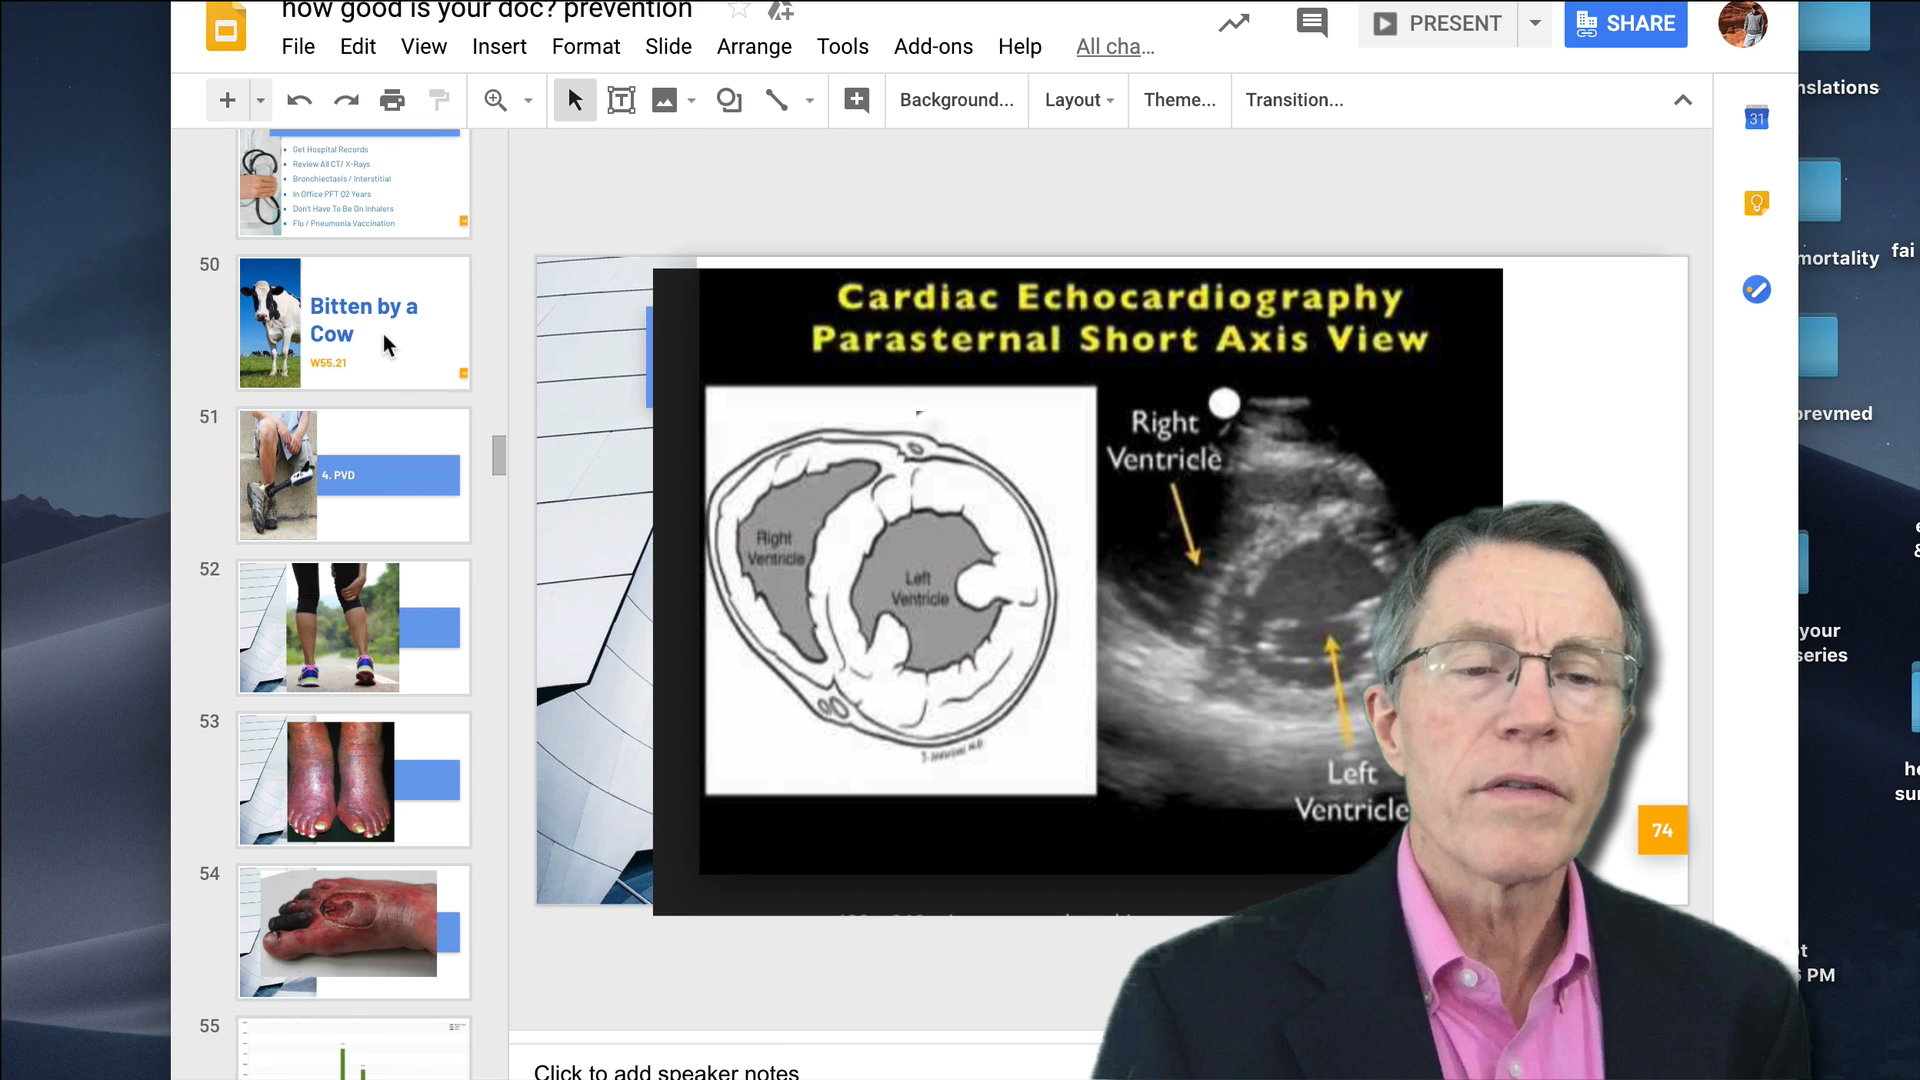 how good is your doc? prevention
File Edit View Insert Format Slide Arrange Tools Add-ons Help All cha...
PRESENT
SHARE
Background...
Layout
Theme...
Transition...
31
Get Hospital Records
Review All CT/ X-Rays
Bronchiectasis / Interstitial
In Office PFT Q2 Years
Don't Have To Be On Inhalers
Flu / Pneumonia Vaccination
50
Bitten by a
Cow
W55.21
51
4. PVD
52
53
54
55
Cardiac Echocardiography
Parasternal Short Axis View
Right
Ventricle
Left
Ventricle
Right
Ventricle
Left
Ventricle
74
Click to add speaker notes
nslations
mortality
fai
prevmed
your
series
PM